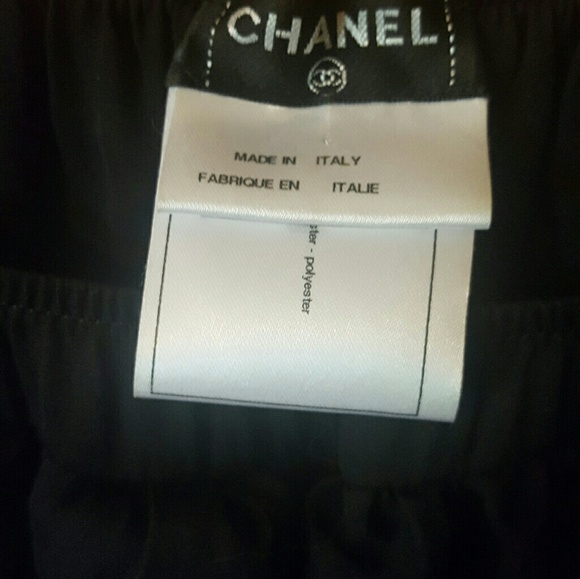 CHANEL
MADE IN ITALY
FABRIQUE EN ITALIE
ster - polyester